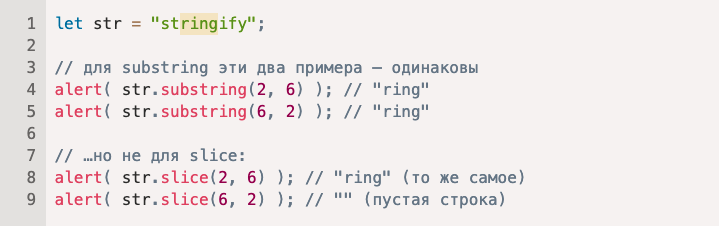 1 let str = "stringify";
2
3 // для substring эти два примера — одинаковы
4 alert( str.substring(2, 6) ); // "ring"
5 alert( str.substring(6, 2) ); // "ring"
6
7 // …но не для slice:
8 alert( str.slice(2, 6) ); // "ring" (то же самое)
9 alert( str.slice(6, 2) ); // "" (пустая строка)